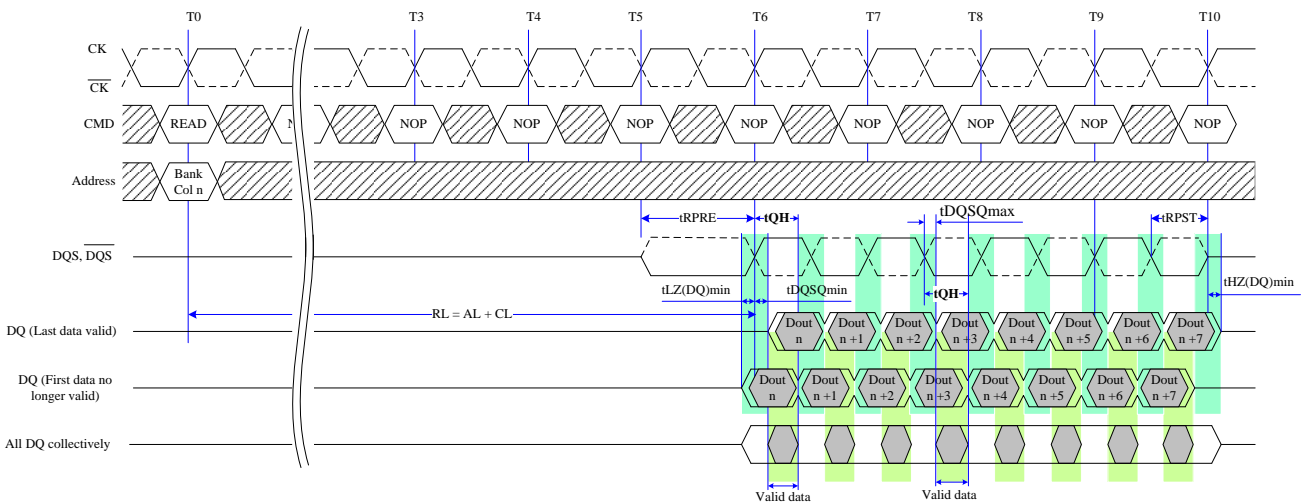 T0 T3 T4 T5 T6 T7 T8 T9 T10
CK
CK
CMD READ NOP NOP NOP NOP NOP NOP NOP NOP
Address Bank
Col n
tRPRE tQH tDQSQmax tRPST
DQS, DQS
tLZ(DQ)min tDQSQmin tQH tHZ(DQ)min
RL = AL + CL
DQ (Last data valid) Dout Dout Dout Dout Dout Dout Dout Dout
n n +1 n +2 n +3 n +4 n +5 n +6 n +7
DQ (First data no Dout Dout Dout Dout Dout Dout Dout Dout
longer valid) n n +1 n +2 n +3 n +4 n +5 n +6 n +7
All DQ collectively
Valid data Valid data